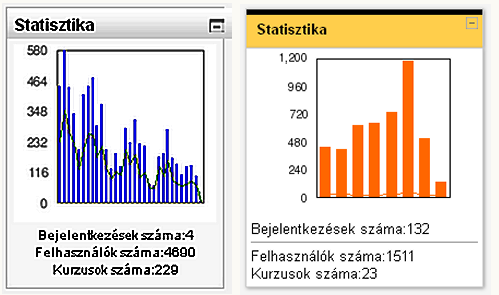 Statisztika
580
464
348
232
116
0
Bejelentkezések száma:4
Felhasználók száma:4690
Kurzusok száma:229
Statisztika
1,200
960
720
480
240
0
Bejelentkezések száma:132
Felhasználók száma:1511
Kurzusok száma:23